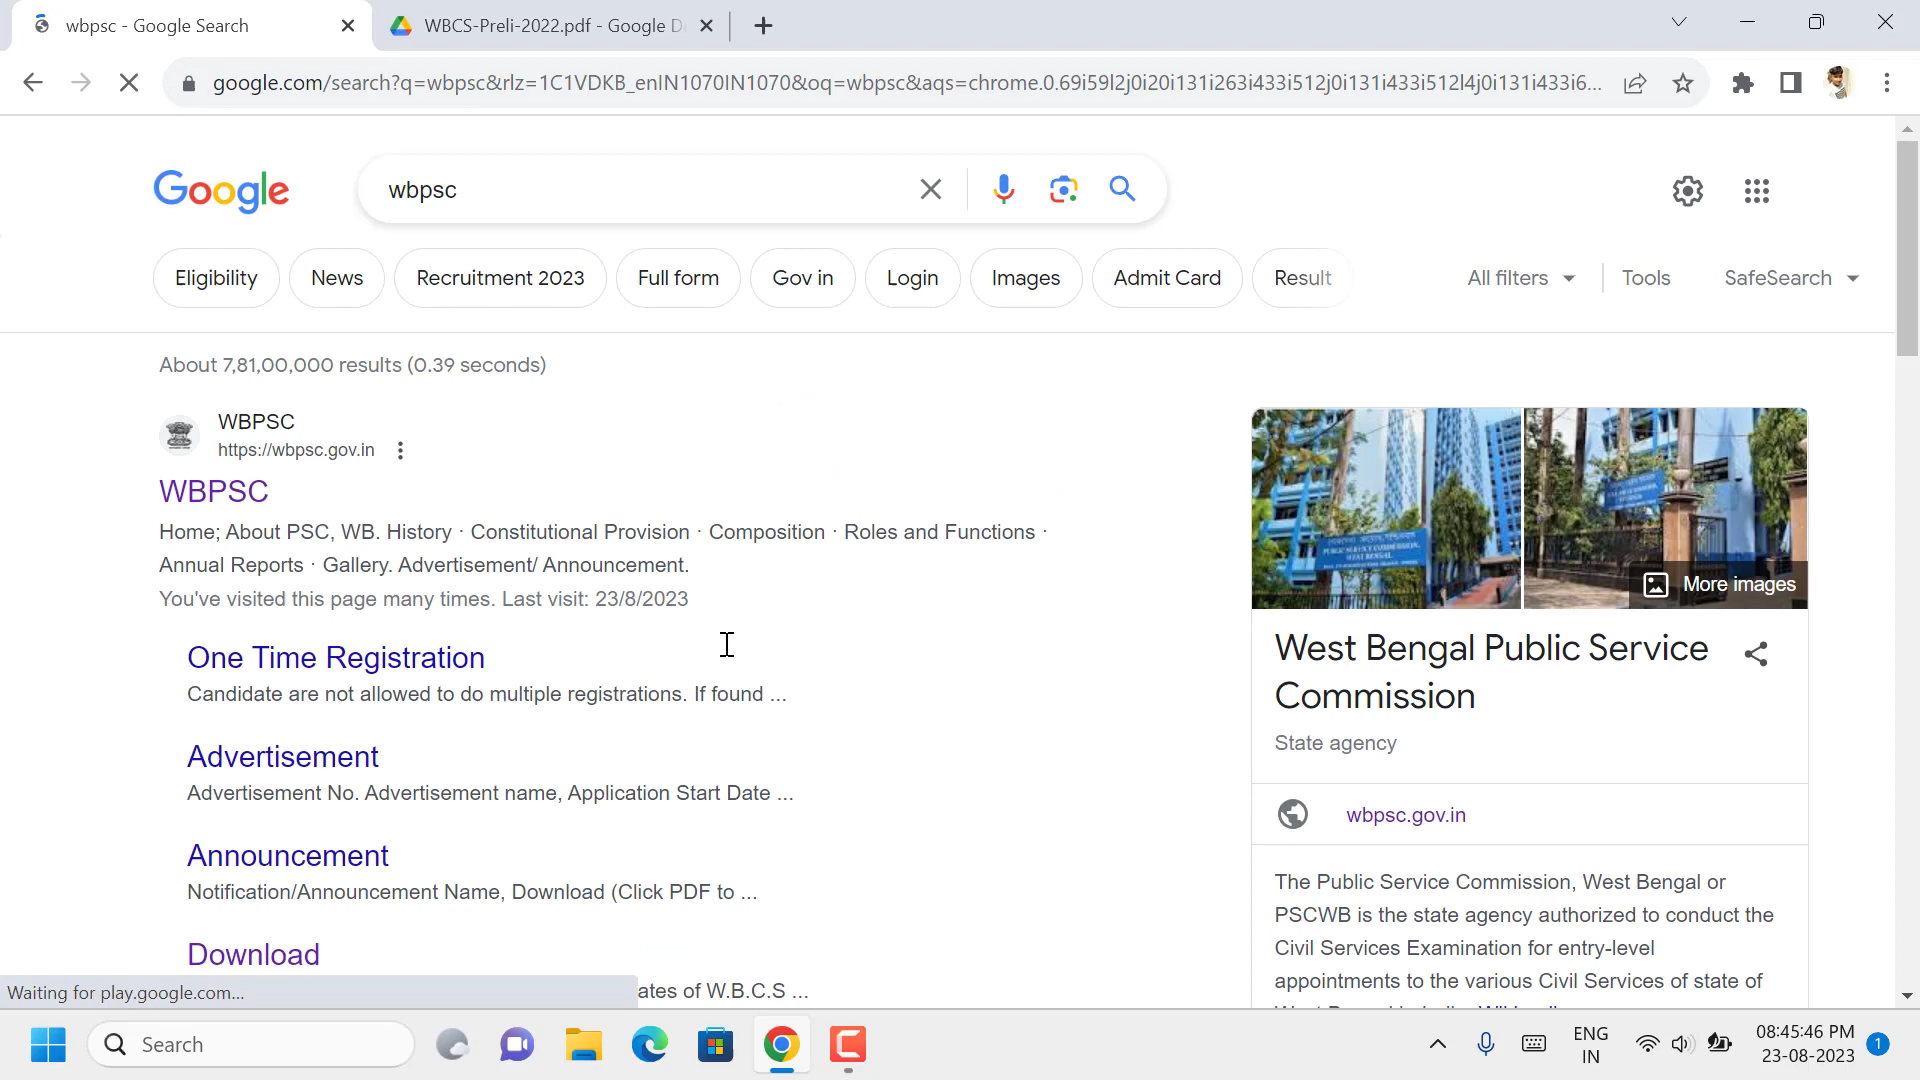 wbpsc - Google Search
WBCS-Preli-2022.pdf - Google D
google.com/search?q=wbpsc&rlz=1C1VDKB_enIN1070IN1070&oq=wbpsc&aqs=chrome.0.69i59l2j0i20i131i263i433i512j0i131i433i512l4j0i131i433i6...
Google
wbpsc
Eligibility
News
Recruitment 2023
Full form
Gov in
Login
Images
Admit Card
Result
All filters
Tools
SafeSearch
About 7,81,00,000 results (0.39 seconds)
WBPSC
https://wbpsc.gov.in
WBPSC
Home; About PSC, WB. History · Constitutional Provision · Composition · Roles and Functions ·
Annual Reports · Gallery. Advertisement/ Announcement.
You've visited this page many times. Last visit: 23/8/2023
One Time Registration
Candidate are not allowed to do multiple registrations. If found ...
Advertisement
Advertisement No. Advertisement name, Application Start Date ...
Announcement
Notification/Announcement Name, Download (Click PDF to ...
Download
ates of W.B.C.S ...
More images
West Bengal Public Service
Commission
State agency
wbpsc.gov.in
The Public Service Commission, West Bengal or
PSCWB is the state agency authorized to conduct the
Civil Services Examination for entry-level
appointments to the various Civil Services of state of
Waiting for play.google.com...
Search
ENG
IN
08:45:46 PM
23-08-2023
1